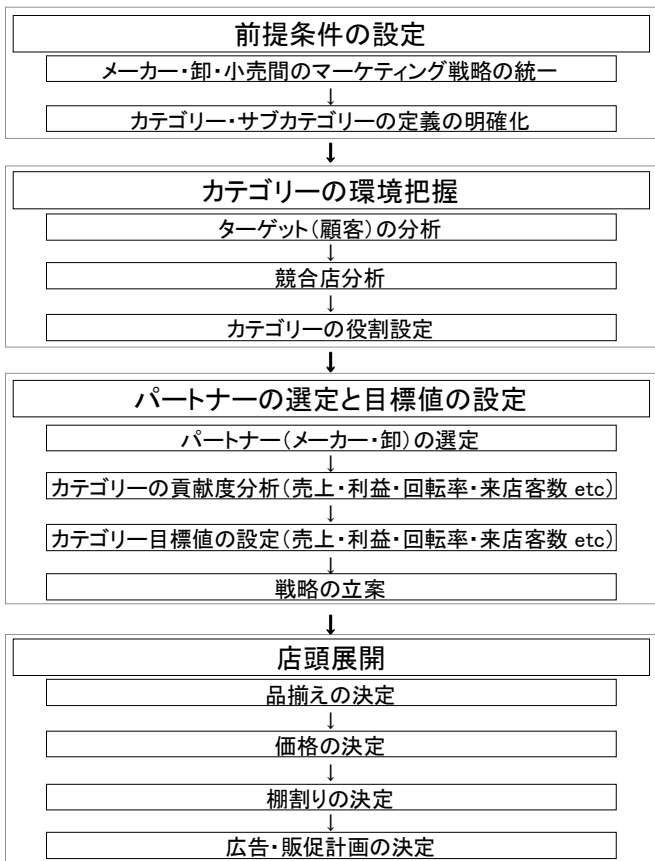 前提条件の設定
メーカー・卸・小売間のマーケティング戦略の統一
↓
カテゴリー・サブカテゴリーの定義の明確化
↓
カテゴリーの環境把握
ターゲット(顧客)の分析
↓
競合店分析
↓
カテゴリーの役割設定
↓
パートナーの選定と目標値の設定
パートナー(メーカー・卸)の選定
↓
カテゴリーの貢献度分析(売上・利益・回転率・来店客数 etc)
↓
カテゴリー目標値の設定(売上・利益・回転率・来店客数 etc)
↓
戦略の立案
↓
店頭展開
品揃えの決定
↓
価格の決定
↓
棚割りの決定
↓
広告・販促計画の決定